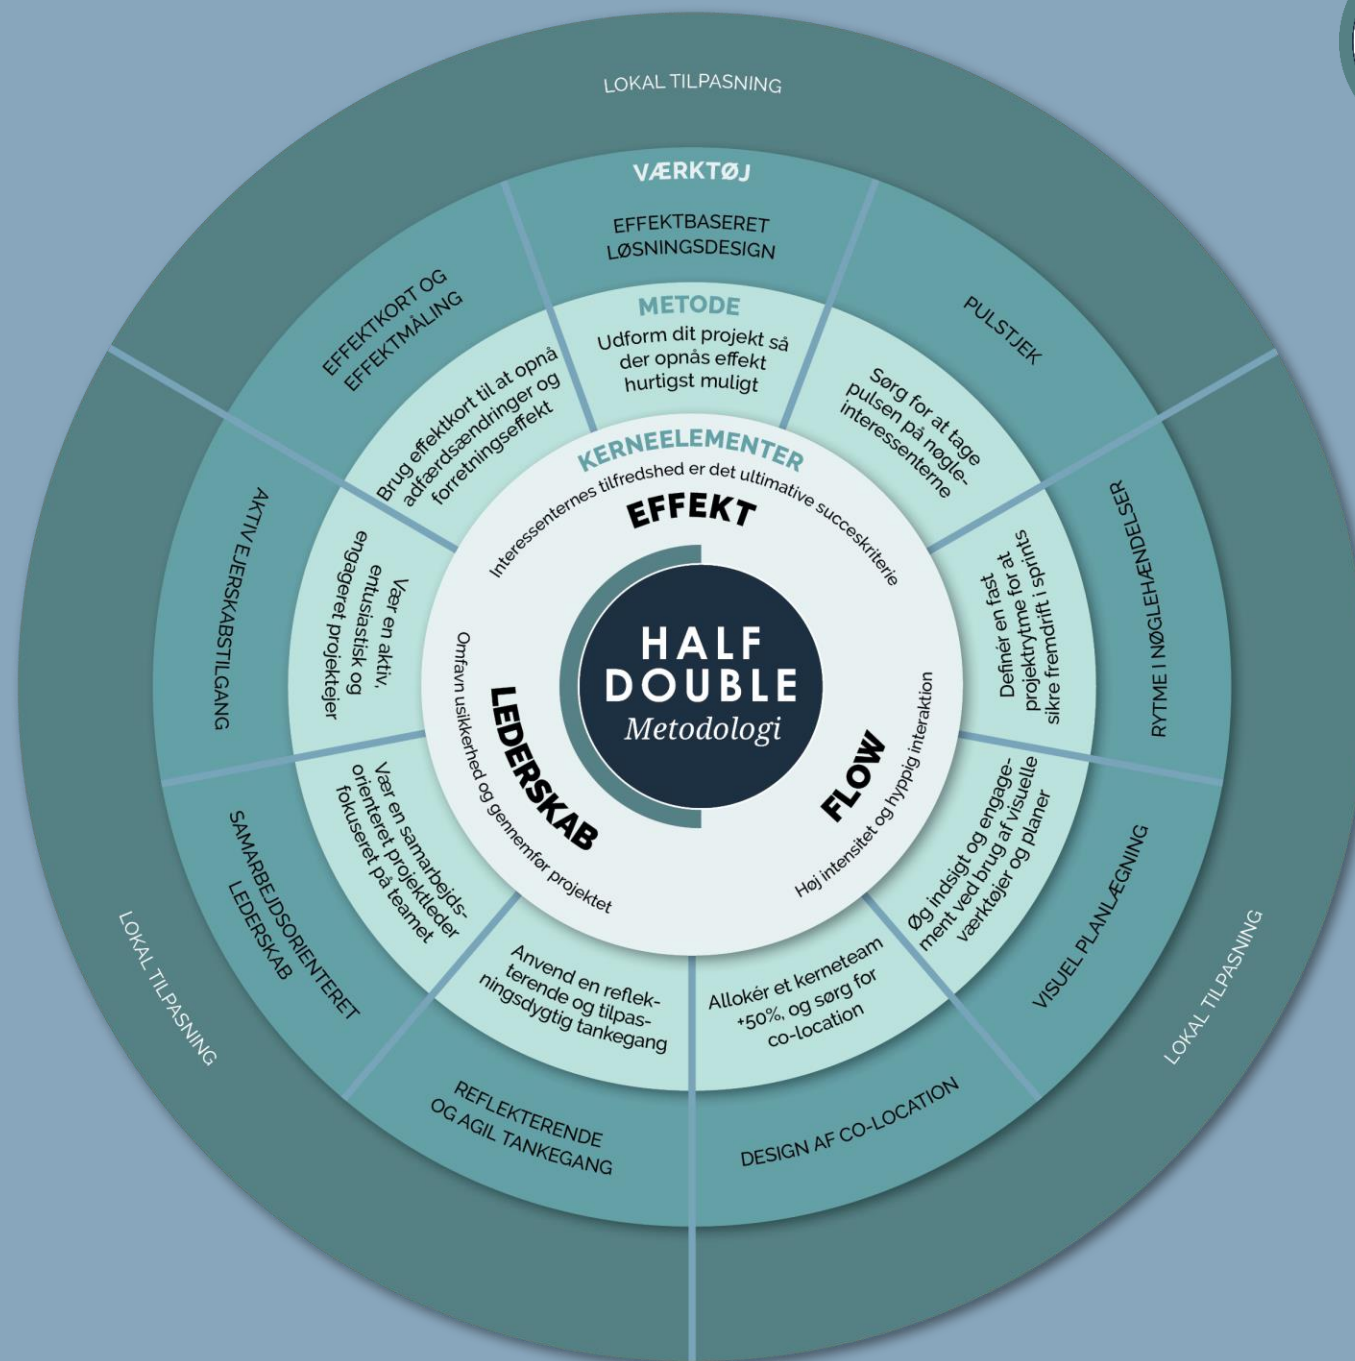 LOKAL TILPASNING
VÆRKTØJ
EFFEKTBASERET
LØSNINGSDESIGN
METODE
Udform dit projekt så
der opnås effekt
hurtigst muligt
PULSTJEK
Sørg for at tage
pulsen på nøgle-
interessenterne
RYTME I NØGLEHÆNDELSER
Definér en fast
projektrytme for at
sikre fremdrift i sprints
VISUEL PLANLÆGNING
Øg indsigt og engage-
ment ved brug af visuelle
værktøjer og planer
LOKAL TILPASNING
DESIGN AF CO-LOCATION
Allokér et kerneteam
+50%, og sørg for
co-location
REFLEKTERENDE
OG AGIL TANKEGANG
Anvend en reflek-
terende og tilpas-
ningsdygtig tankegang
SAMARBEJDSORIENTERET
LEDERSKAB
Vær en samarbejds-
orienteret projektleder
fokuseret på teamet
LOKAL TILPASNING
AKTIV EJERSKABSTILGANG
Vær en aktiv,
entusiastisk og
engageret projektejer
EFFEKTKORT OG
EFFEKTMÅLING
Brug effektkort til at opnå
adfærdsændringer og
forretningseffekt
KERNEELEMENTER
Interessenternes tilfredshed er det ultimative succeskriterie
EFFEKT
FLOW
Høj intensitet og hyppig interaktion
LEDERSKAB
Omfavn usikkerhed og gennemfør projektet
HALF
DOUBLE
Metodologi